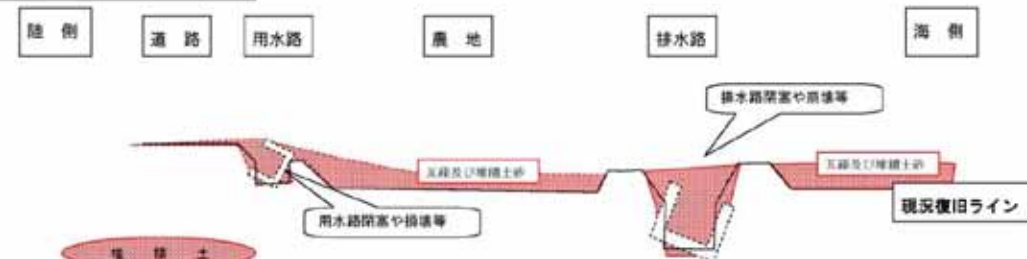 陸 側
道 路
用水路
農 地
排水路
海 側
排水路閉塞や崩壊等
瓦礫及び堆積土砂
瓦礫及び堆積土砂
現況復旧ライン
用水路閉塞や損壊等
堆 積 土